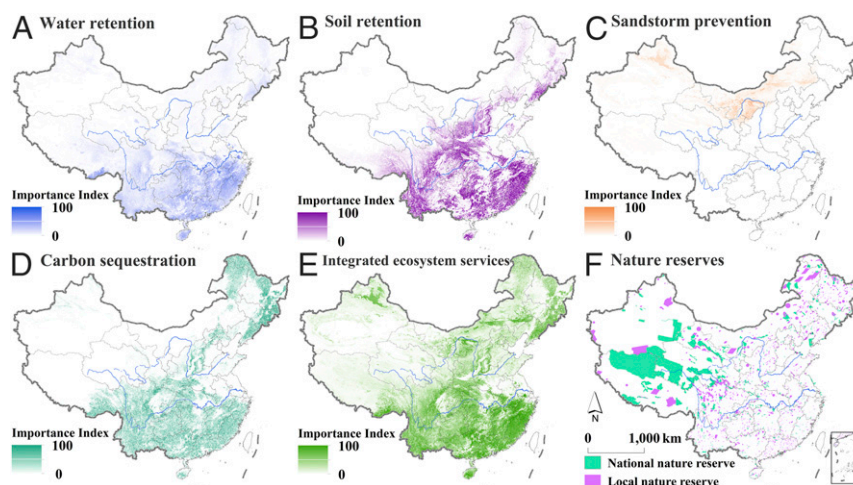 A Water retention
Importance Index
100
0
B Soil retention
Importance Index
100
0
C Sandstorm prevention
Importance Index
100
0
D Carbon sequestration
Importance Index
100
0
E Integrated ecosystem services
Importance Index
100
0
F Nature reserves
N
0 1,000 km
National nature reserve
Local nature reserve